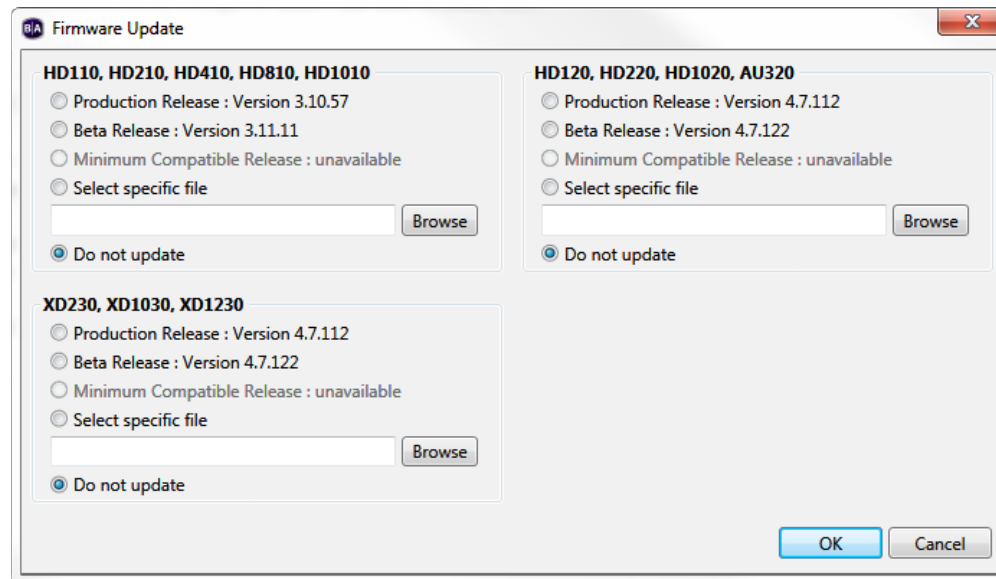 BA Firmware Update
HD110, HD210, HD410, HD810, HD1010
Production Release : Version 3.10.57
Beta Release : Version 3.11.11
Minimum Compatible Release : unavailable
Select specific file
Browse
Do not update
HD120, HD220, HD1020, AU320
Production Release : Version 4.7.112
Beta Release : Version 4.7.122
Minimum Compatible Release : unavailable
Select specific file
Browse
Do not update
XD230, XD1030, XD1230
Production Release : Version 4.7.112
Beta Release : Version 4.7.122
Minimum Compatible Release : unavailable
Select specific file
Browse
Do not update
OK Cancel